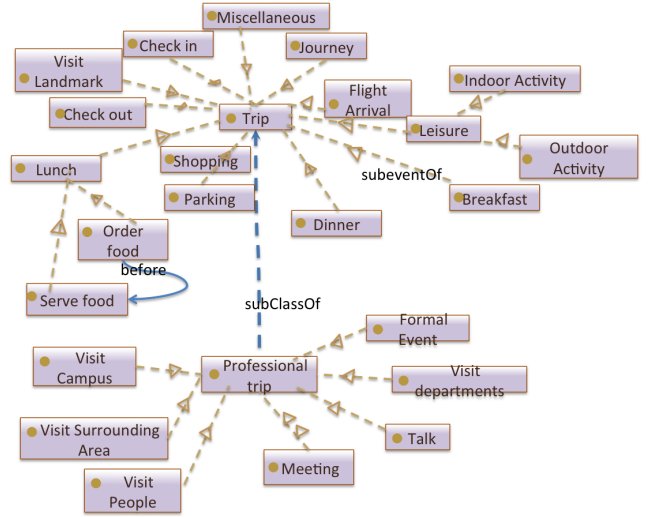 Miscellaneous
Check in
Journey
Visit
Landmark
Indoor Activity
Flight
Arrival
Check out
Trip
Leisure
Outdoor
Activity
Shopping
Lunch
subeventOf
Parking
Breakfast
Dinner
Order
food
before
Serve food
subClassOf
Formal
Event
Visit
Campus
Professional
trip
Visit
departments
Visit Surrounding
Area
Talk
Meeting
Visit
People